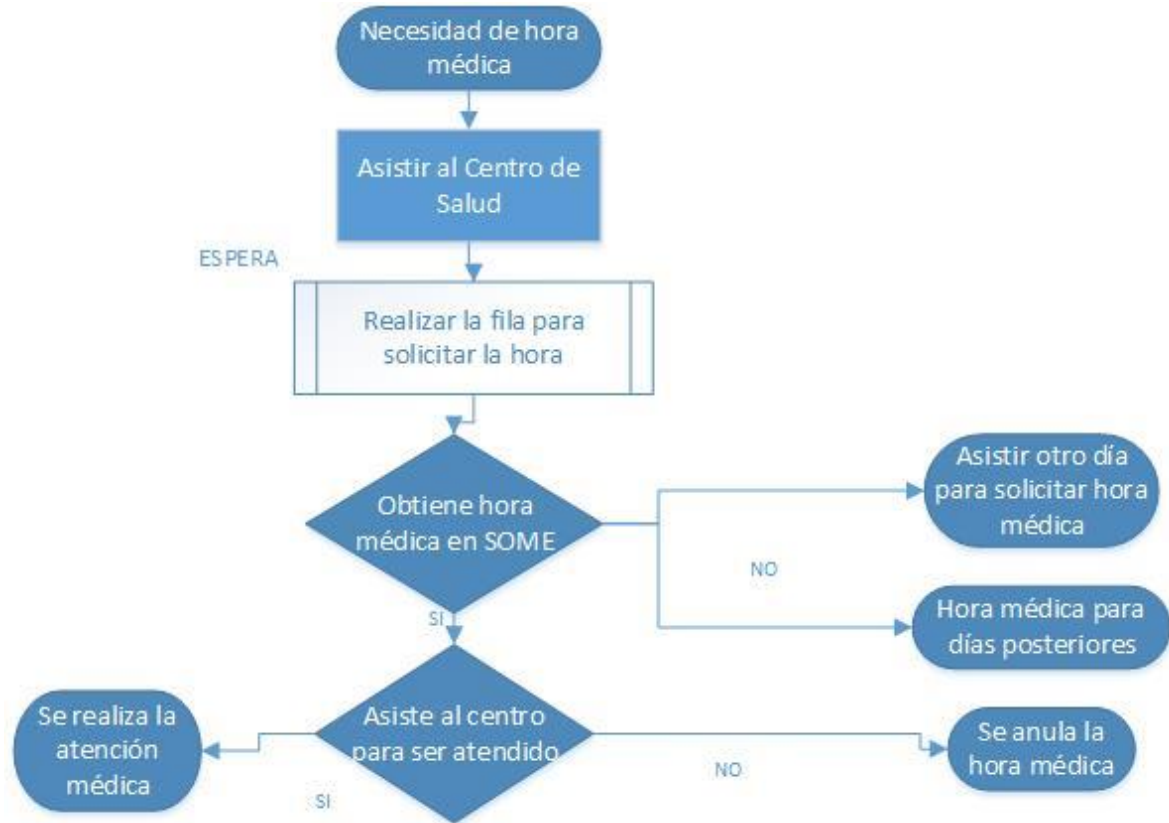 Necesidad de hora
médica
Asistir al Centro de
Salud
ESPERA
Realizar la fila para
solicitar la hora
Obtiene hora
médica en SOME
Asistir otro día
para solicitar hora
médica
NO
Hora médica para
días posteriores
SI
Asiste al centro
para ser atendido
Se realiza la
atención
médica
SI
NO
Se anula la
hora médica